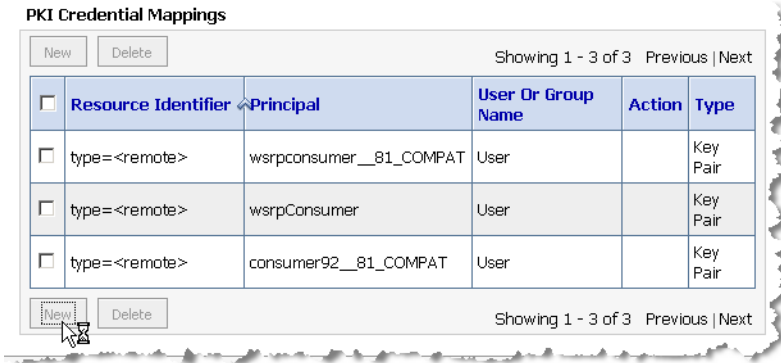 PKI Credential Mappings
New Delete Showing 1 - 3 of 3 Previous | Next
Resource Identifier Principal User Or Group Name Action Type
type=<remote> wsrpconsumer__81_COMPAT User Key Pair
type=<remote> wsrpConsumer User Key Pair
type=<remote> consumer92__81_COMPAT User Key Pair
New Delete Showing 1 - 3 of 3 Previous | Next